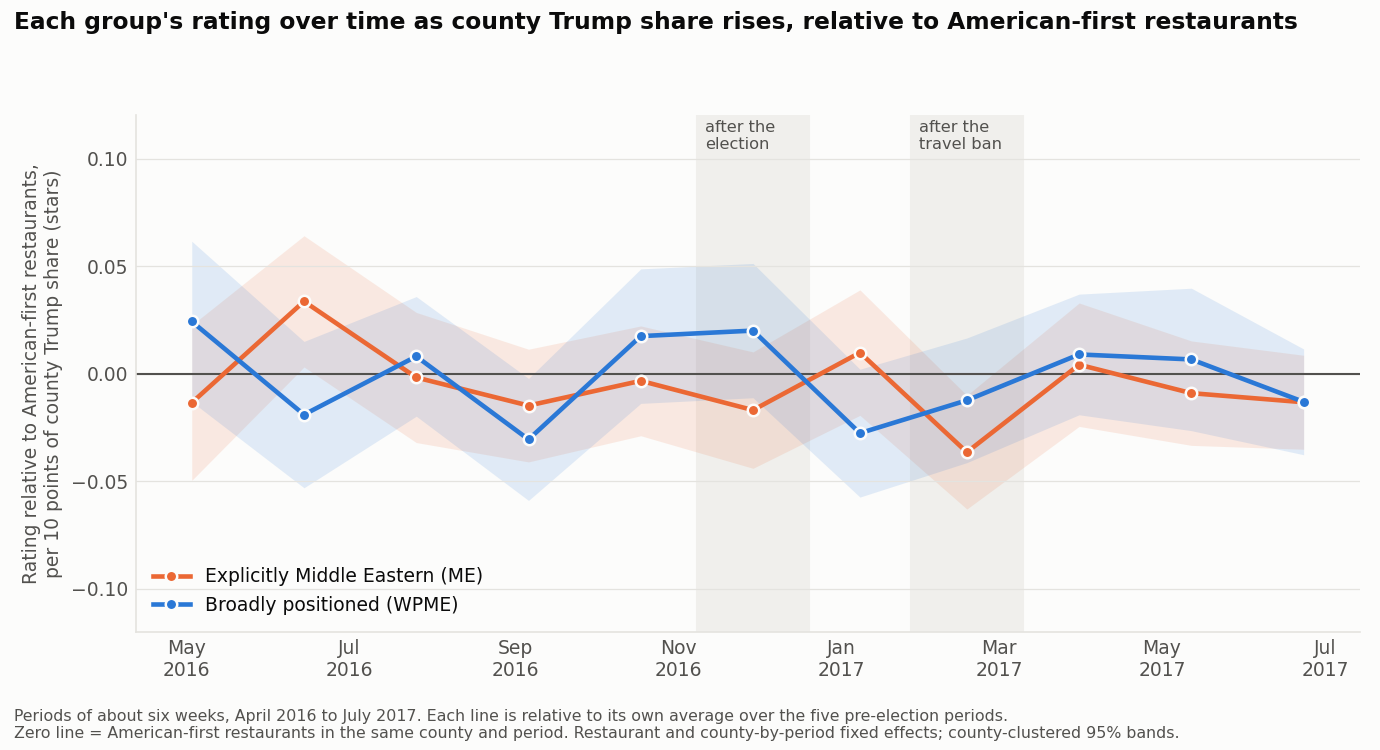 Each group's rating over time as county Trump share rises, relative to American-first restaurants
Rating relative to American-first restaurants,
per 10 points of county Trump share (stars)
0.10
0.05
0.00
−0.05
−0.10
after the
election
after the
travel ban
Explicitly Middle Eastern (ME)
Broadly positioned (WPME)
May
2016
Jul
2016
Sep
2016
Nov
2016
Jan
2017
Mar
2017
May
2017
Jul
2017
Periods of about six weeks, April 2016 to July 2017. Each line is relative to its own average over the five pre-election periods.
Zero line = American-first restaurants in the same county and period. Restaurant and county-by-period fixed effects; county-clustered 95% bands.